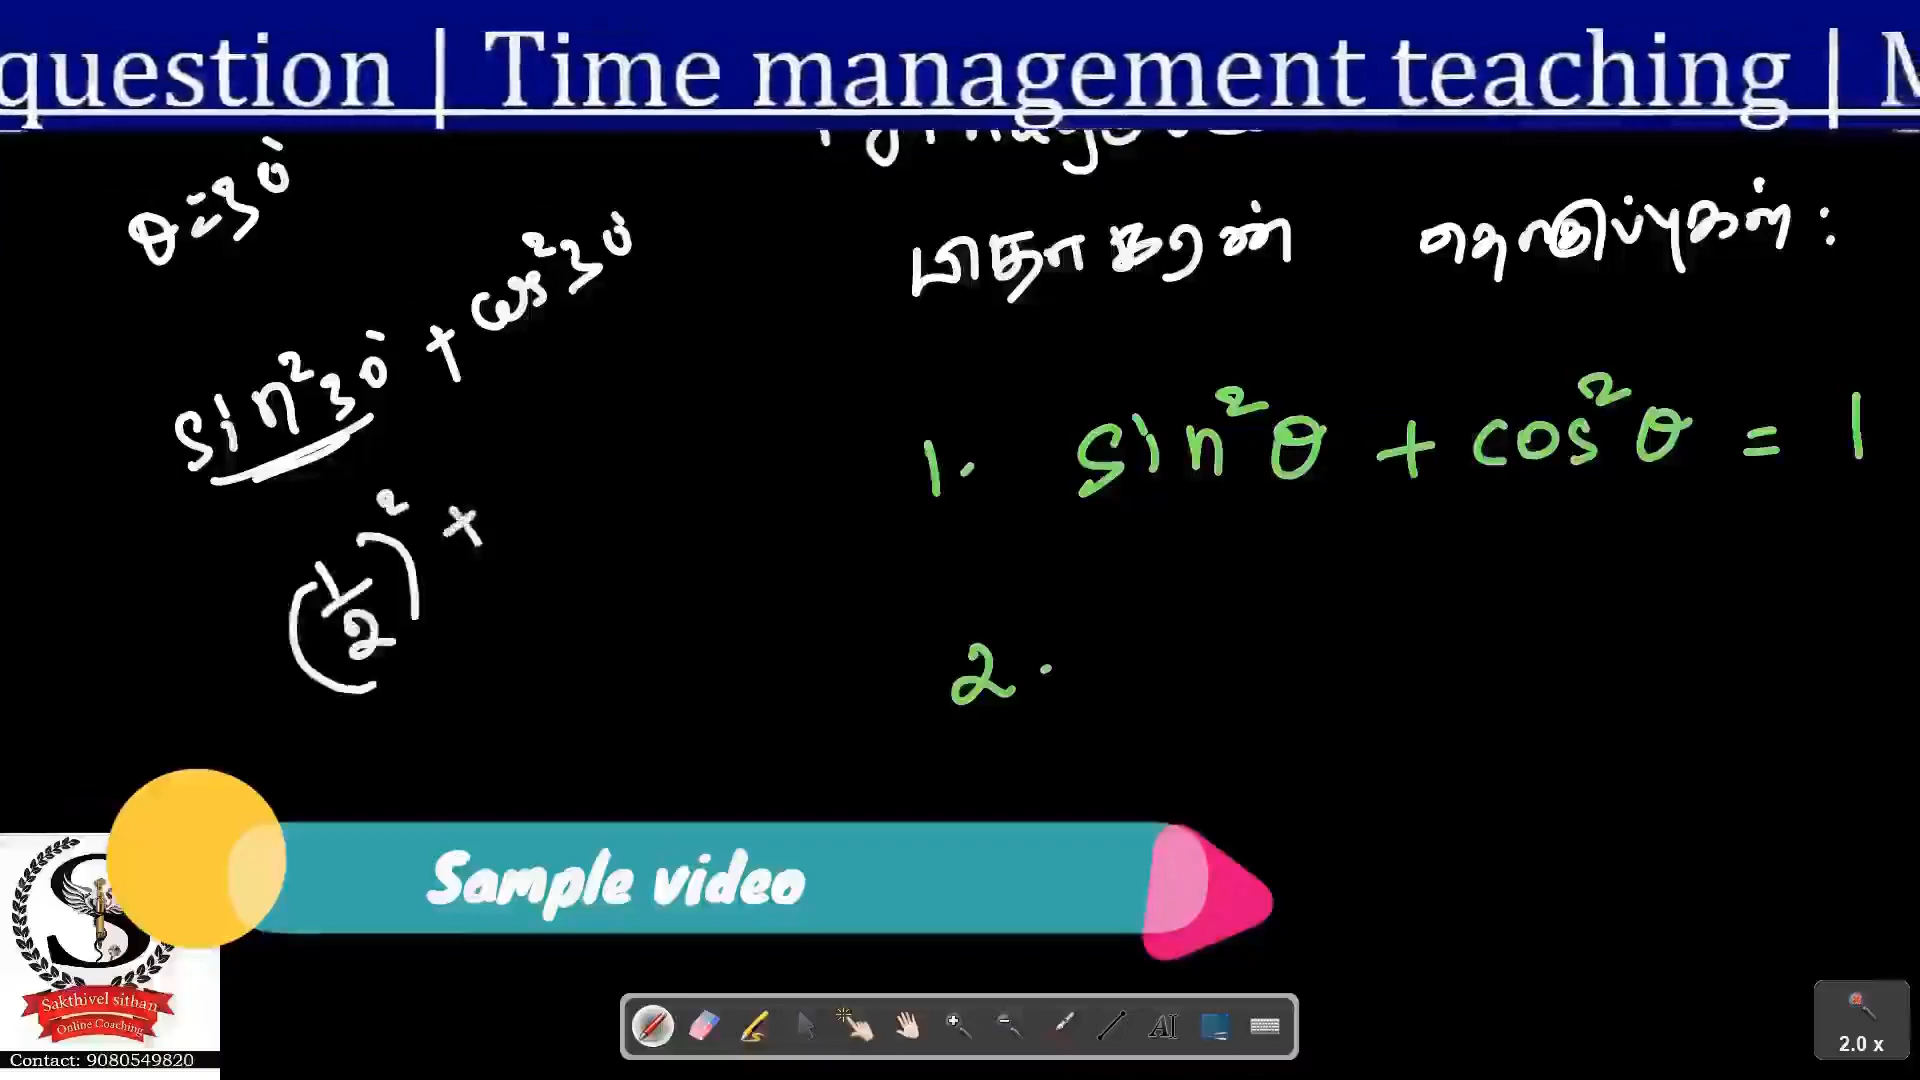 question | Time management teaching | M
θ=30°
sin²30° + cos²30°
(1/2)² +
பிதாகரஸ் தொகுப்புகள் :
1. sin²θ + cos²θ = 1
2.
Sample video
S
Sakthivel sithan
Online Coaching
Contact: 9080549820
AI
2.0 x